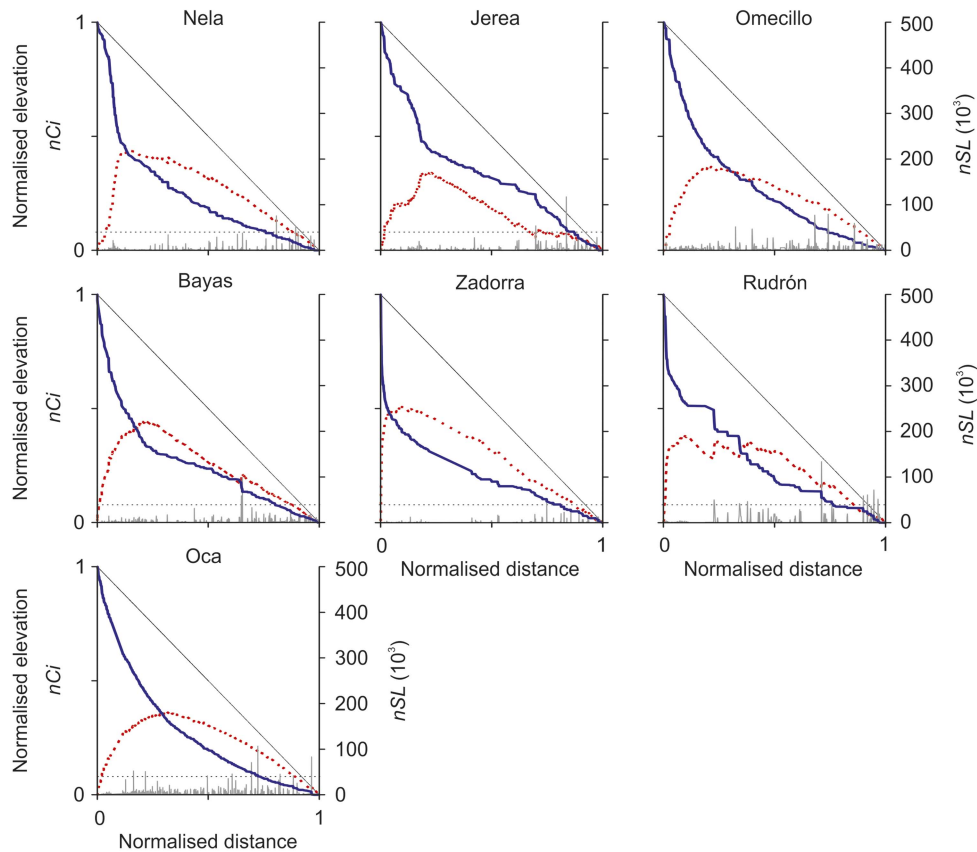 Nela
Jerea
Omecillo
1
Normalised elevation
nCi
0
500
400
300
200
100
0
nSL (10³)
Bayas
Zadorra
Rudrón
1
Normalised elevation
nCi
0
500
400
300
200
100
0
nSL (10³)
0
1
Normalised distance
0
1
Normalised distance
Oca
1
Normalised elevation
nCi
0
500
400
300
200
100
0
nSL (10³)
0
1
Normalised distance